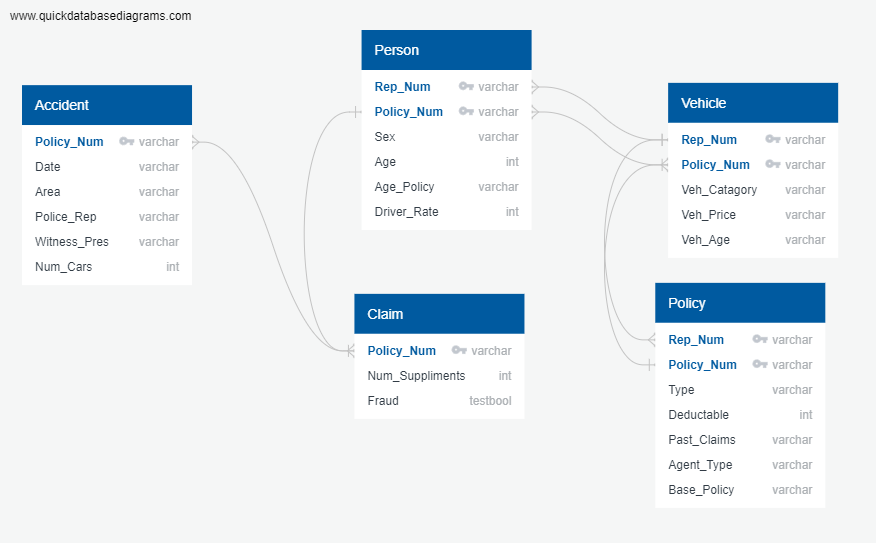 www.quickdatabasediagrams.com
Accident
Policy_Num varchar
Date varchar
Area varchar
Police_Rep varchar
Witness_Pres varchar
Num_Cars int
Person
Rep_Num varchar
Policy_Num varchar
Sex varchar
Age int
Age_Policy varchar
Driver_Rate int
Claim
Policy_Num varchar
Num_Suppliments int
Fraud testbool
Vehicle
Rep_Num varchar
Policy_Num varchar
Veh_Catagory varchar
Veh_Price varchar
Veh_Age varchar
Policy
Rep_Num varchar
Policy_Num varchar
Type varchar
Deductable int
Past_Claims varchar
Agent_Type varchar
Base_Policy varchar